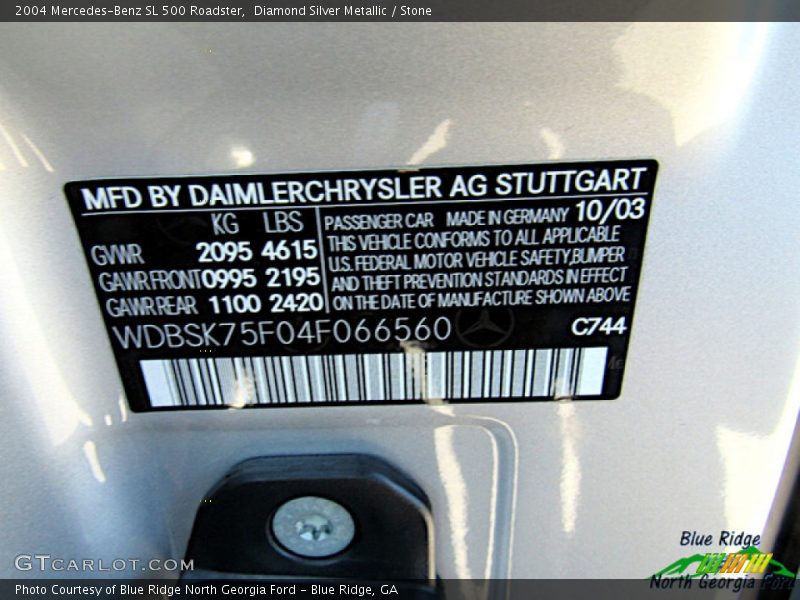 2004 Mercedes-Benz SL 500 Roadster,  Diamond Silver Metallic / Stone
MFD BY DAIMLERCHRYSLER AG STUTTGART
KG LBS
GVWR 2095 4615
GAWR FRONT 0995 2195
GAWR REAR 1100 2420
PASSENGER CAR MADE IN GERMANY 10/03
THIS VEHICLE CONFORMS TO ALL APPLICABLE
U.S. FEDERAL MOTOR VEHICLE SAFETY, BUMPER
AND THEFT PREVENTION STANDARDS IN EFFECT
ON THE DATE OF MANUFACTURE SHOWN ABOVE
WDBSK75F04F066560 C744
Blue Ridge
North Georgia Ford
GTCARLOT.COM
Photo Courtesy of Blue Ridge North Georgia Ford - Blue Ridge, GA